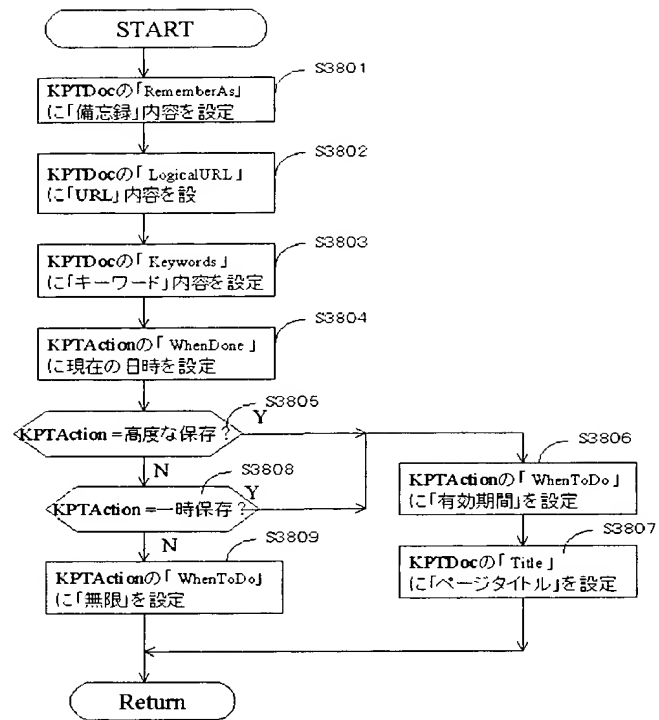 START
S3801
KPTDocの「RememberAs」
に「備忘録」内容を設定
S3802
KPTDocの「LogicalURL」
に「URL」内容を設
S3803
KPTDocの「Keywords」
に「キーワード」内容を設定
S3804
KPTActionの「WhenDone」
に現在の日時を設定
S3805
KPTAction=高度な保存?
Y
N
S3806
KPTActionの「WhenToDo」
に「有効期間」を設定
S3808
KPTAction=一時保存?
Y
N
S3807
KPTDocの「Title」
に「ページタイトル」を設定
S3809
KPTActionの「WhenToDo」
に「無限」を設定
Return